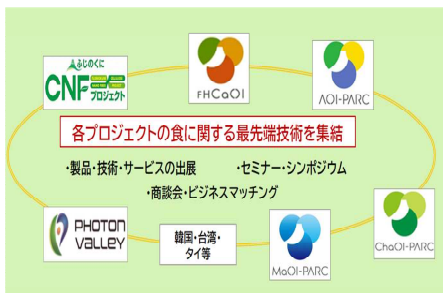 ふじのくに
CNF
プロジェクト
FHCaOI
AOI-PARC
各プロジェクトの食に関する最先端技術を集結
・製品・技術・サービスの出展 ・セミナー・シンポジウム
・商談会・ビジネスマッチング
PHOTON
VALLEY
韓国・台湾・
タイ等
MaOI-PARC
ChaOI-PARC